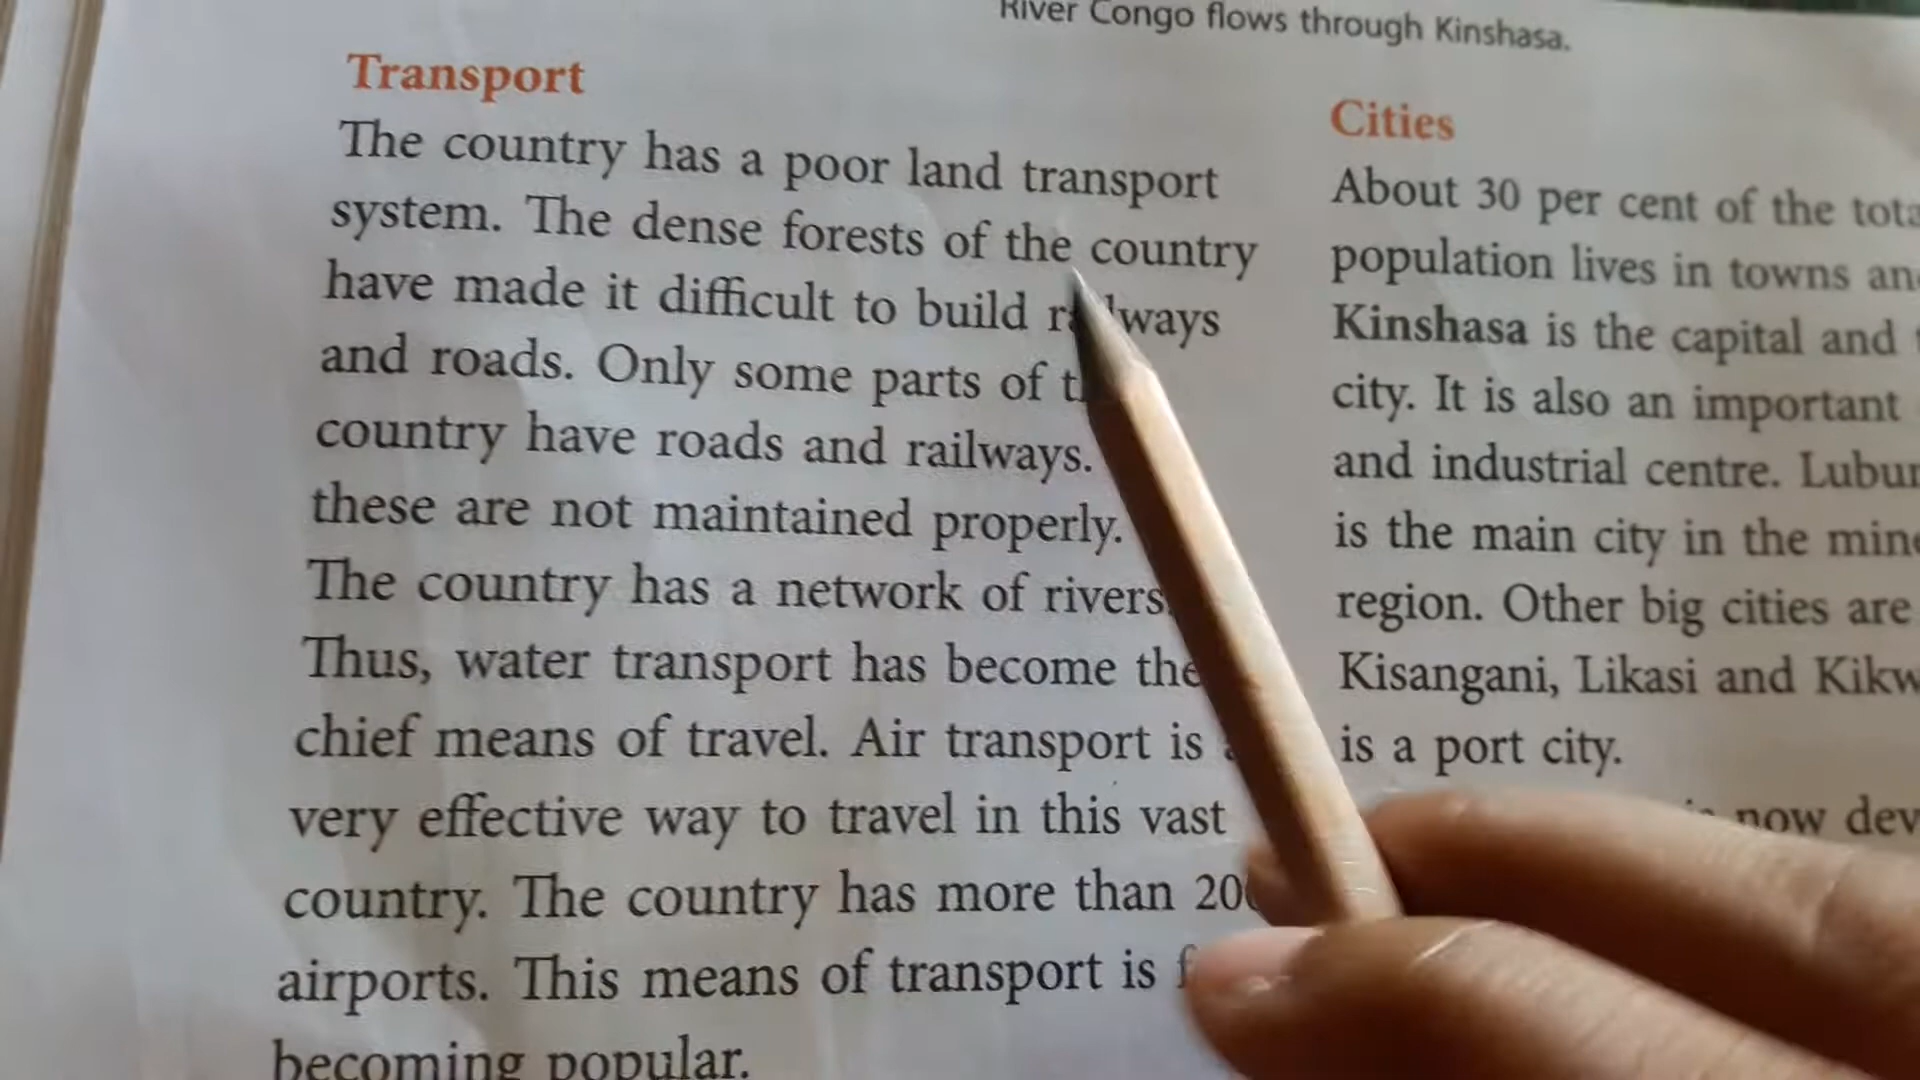 River Congo flows through Kinshasa.
Transport
The country has a poor land transport
system. The dense forests of the country
have made it difficult to build railways
and roads. Only some parts of
country have roads and railways.
these are not maintained properly.
The country has a network of rivers.
Thus, water transport has become the
chief means of travel. Air transport is
very effective way to travel in this vast
country. The country has more than
airports. This means of transport is
becoming popular.
Cities
About 30 per cent of the
population lives in towns
Kinshasa is the capital and
city. It is also an important
and industrial centre.
is the main city in the
region. Other big cities are
Kisangani, Likasi and
is a port city.
now